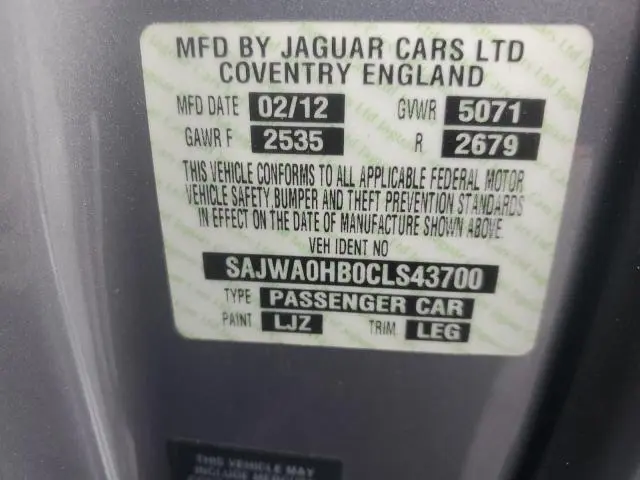 MFD BY JAGUAR CARS LTD
COVENTRY ENGLAND
MFD DATE 02/12 GVWR 5071
GAWR F 2535 R 2679
THIS VEHICLE CONFORMS TO ALL APPLICABLE FEDERAL MOTOR
VEHICLE SAFETY BUMPER AND THEFT PREVENTION STANDARDS
IN EFFECT ON THE DATE OF MANUFACTURE SHOWN ABOVE.
VEH IDENT NO
SAJWA0HB0CLS43700
TYPE PASSENGER CAR
PAINT LJZ TRIM LEG
THIS VEHICLE MAY
INCLUDE